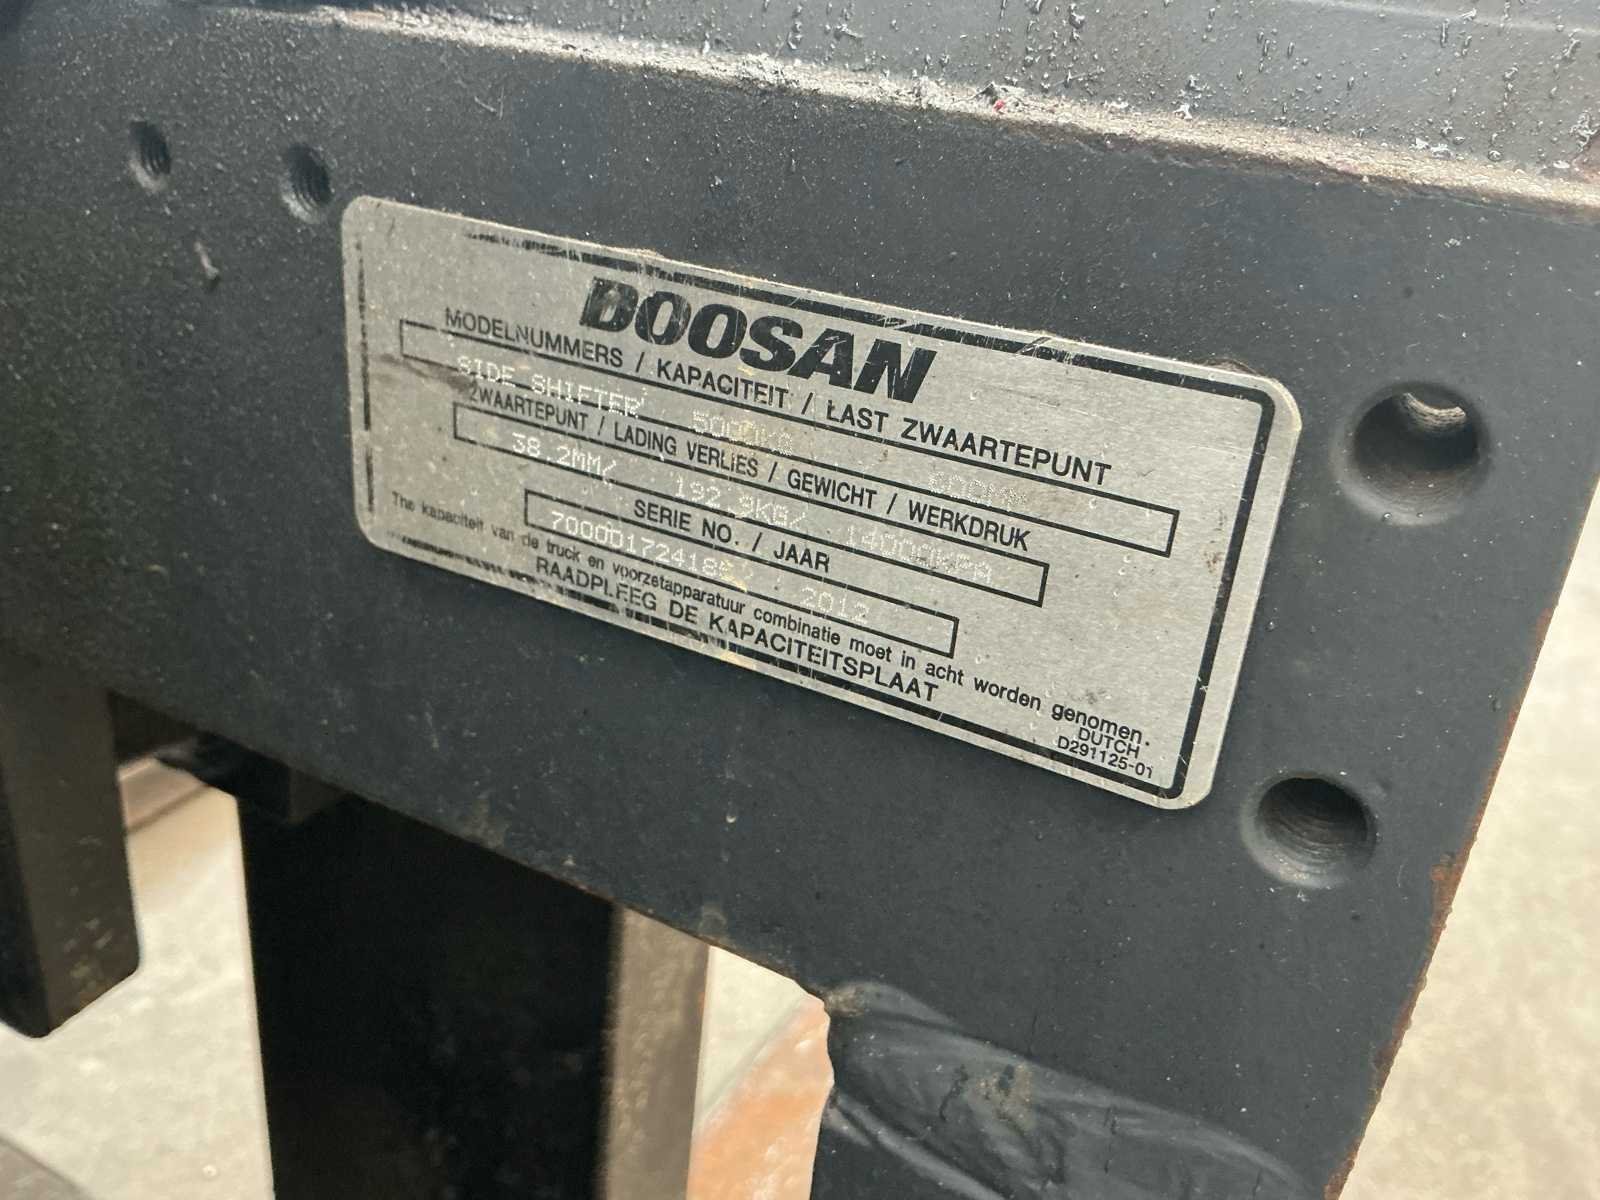 DOOSAN
MODELNUMMERS / KAPACITEIT / LAST ZWAARTEPUNT
SIDE SHIFTER 5000KG 600MM
ZWAARTEPUNT / LADING VERLIES / GEWICHT / WERKDRUK
38.2MM/ 192.9KG/ 14000KPA
SERIE NO. / JAAR
2012
The kapaciteit van de truck en voorzetapparatuur combinatie moet in acht worden genomen.
RAADPLEEG DE KAPACITEITSPLAAT
DUTCH
D291125-01